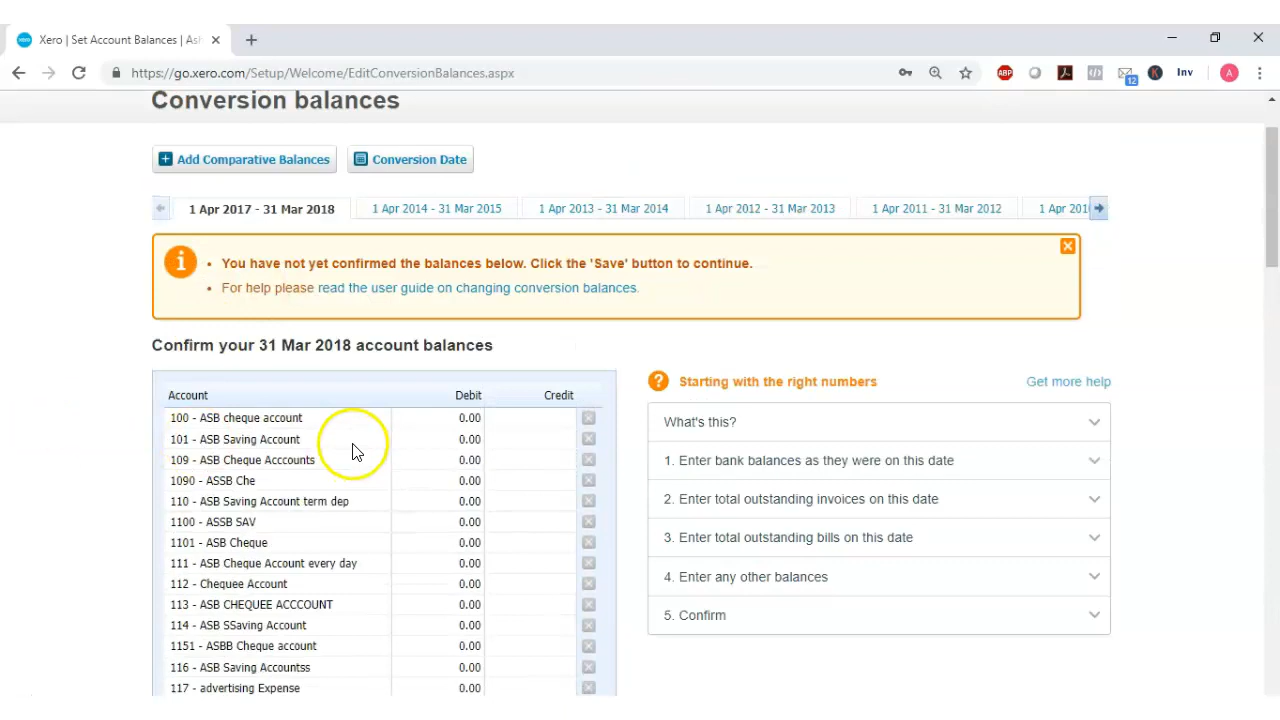 Xero | Set Account Balances | As
https://go.xero.com/Setup/Welcome/EditConversionBalances.aspx
ABP
12
K
Inv
A
Conversion balances
Add Comparative Balances
Conversion Date
1 Apr 2017 - 31 Mar 2018
1 Apr 2014 - 31 Mar 2015
1 Apr 2013 - 31 Mar 2014
1 Apr 2012 - 31 Mar 2013
1 Apr 2011 - 31 Mar 2012
1 Apr 201
You have not yet confirmed the balances below. Click the 'Save' button to continue.
For help please read the user guide on changing conversion balances.
Confirm your 31 Mar 2018 account balances
Account Debit Credit
100 - ASB cheque account 0.00
101 - ASB Saving Account 0.00
109 - ASB Cheque Acccounts 0.00
1090 - ASSB Che 0.00
110 - ASB Saving Account term dep 0.00
1100 - ASSB SAV 0.00
1101 - ASB Cheque 0.00
111 - ASB Cheque Account every day 0.00
112 - Chequee Account 0.00
113 - ASB CHEQUEE ACCCOUNT 0.00
114 - ASB SSaving Account 0.00
1151 - ASBB Cheque account 0.00
116 - ASB Saving Accountss 0.00
117 - advertising Expense 0.00
? Starting with the right numbers
Get more help
What's this?
1. Enter bank balances as they were on this date
2. Enter total outstanding invoices on this date
3. Enter total outstanding bills on this date
4. Enter any other balances
5. Confirm